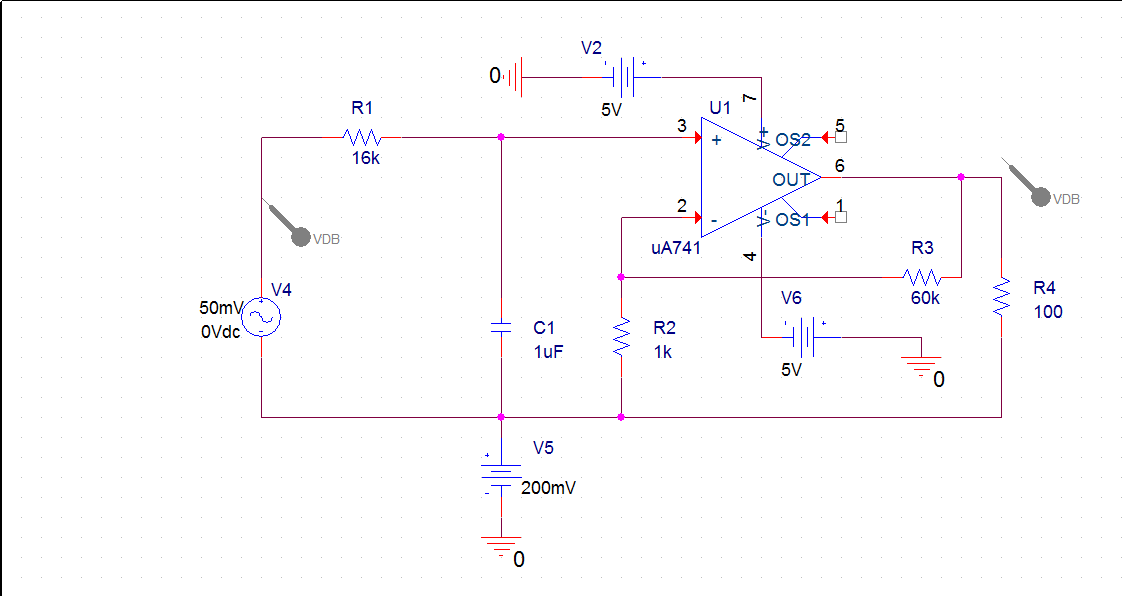 V2
0
5V
7
R1
16k
U1
3
+
V+
OS2
5
6
OUT
2
-
V-
OS1
1
uA741
4
VDB
VDB
V4
50mV
0Vdc
R3
60k
R4
100
V6
5V
0
C1
1uF
R2
1k
V5
200mV
0